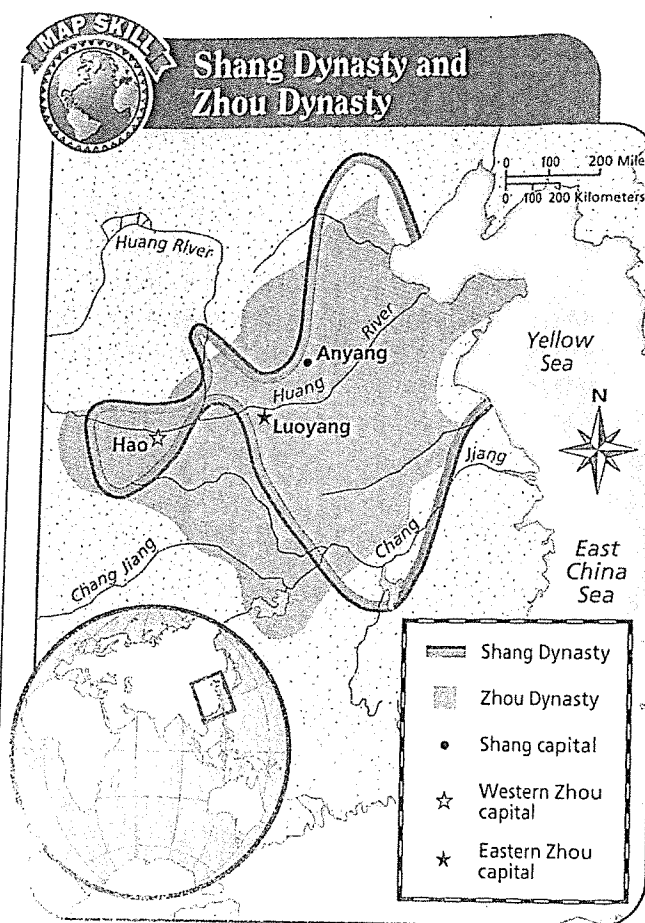 MAP SKILL
Shang Dynasty and
Zhou Dynasty
0 100 200 Mile
0 100 200 Kilometers
Huang River
River
Yellow
Sea
Anyang
Huang
Luoyang
N
Hao
Jiang
Chang
Chang Jiang
East
China
Sea
Shang Dynasty
Zhou Dynasty
Shang capital
Western Zhou
capital
Eastern Zhou
capital